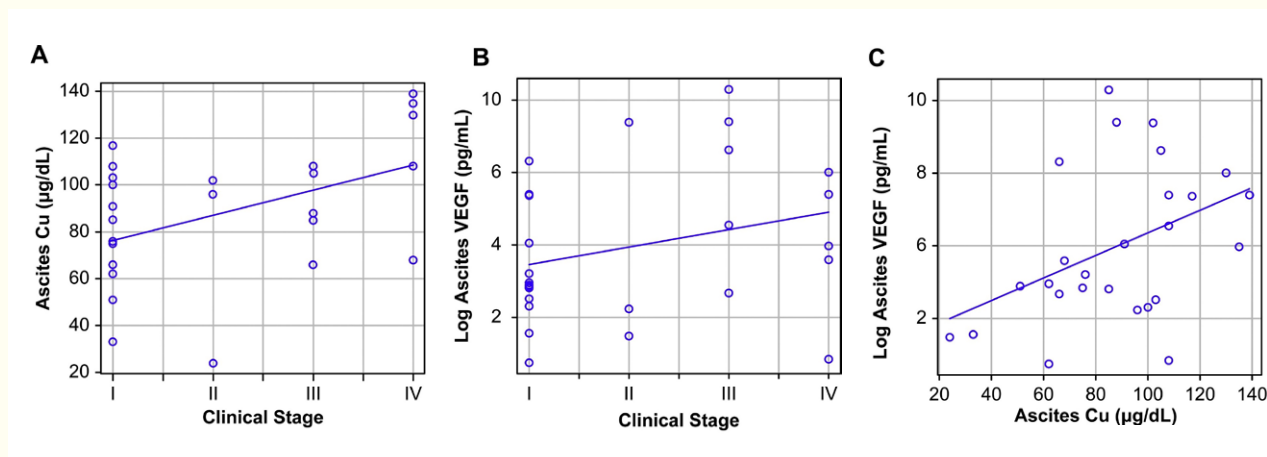 A
Ascites Cu (µg/dL)
140
120
100
80
60
40
20
I II III IV
Clinical Stage
B
Log Ascites VEGF (pg/mL)
10
6
4
2
I II III IV
Clinical Stage
C
Log Ascites VEGF (pg/mL)
10
8
6
2
20 40 60 80 100 120 140
Ascites Cu (µg/dL)